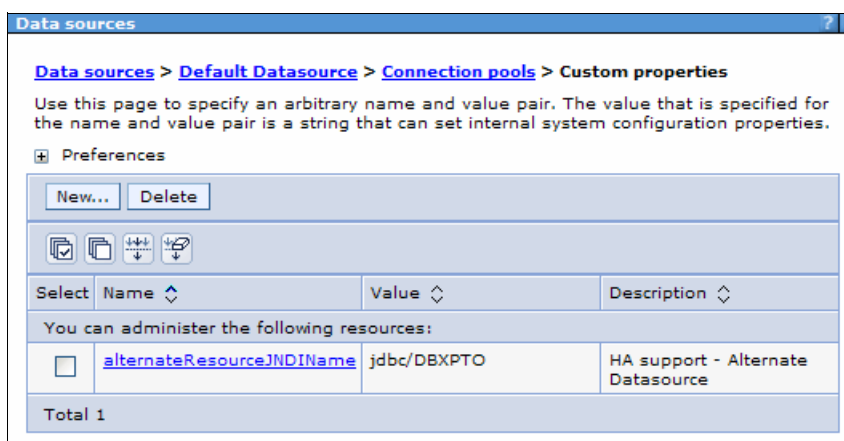 Data sources ?
Data sources > Default Datasource > Connection pools > Custom properties
Use this page to specify an arbitrary name and value pair. The value that is specified for
the name and value pair is a string that can set internal system configuration properties.
Preferences
New... Delete
Select Name Value Description
You can administer the following resources:
alternateResourceJNDIName jdbc/DBXPTO HA support - Alternate
Datasource
Total 1